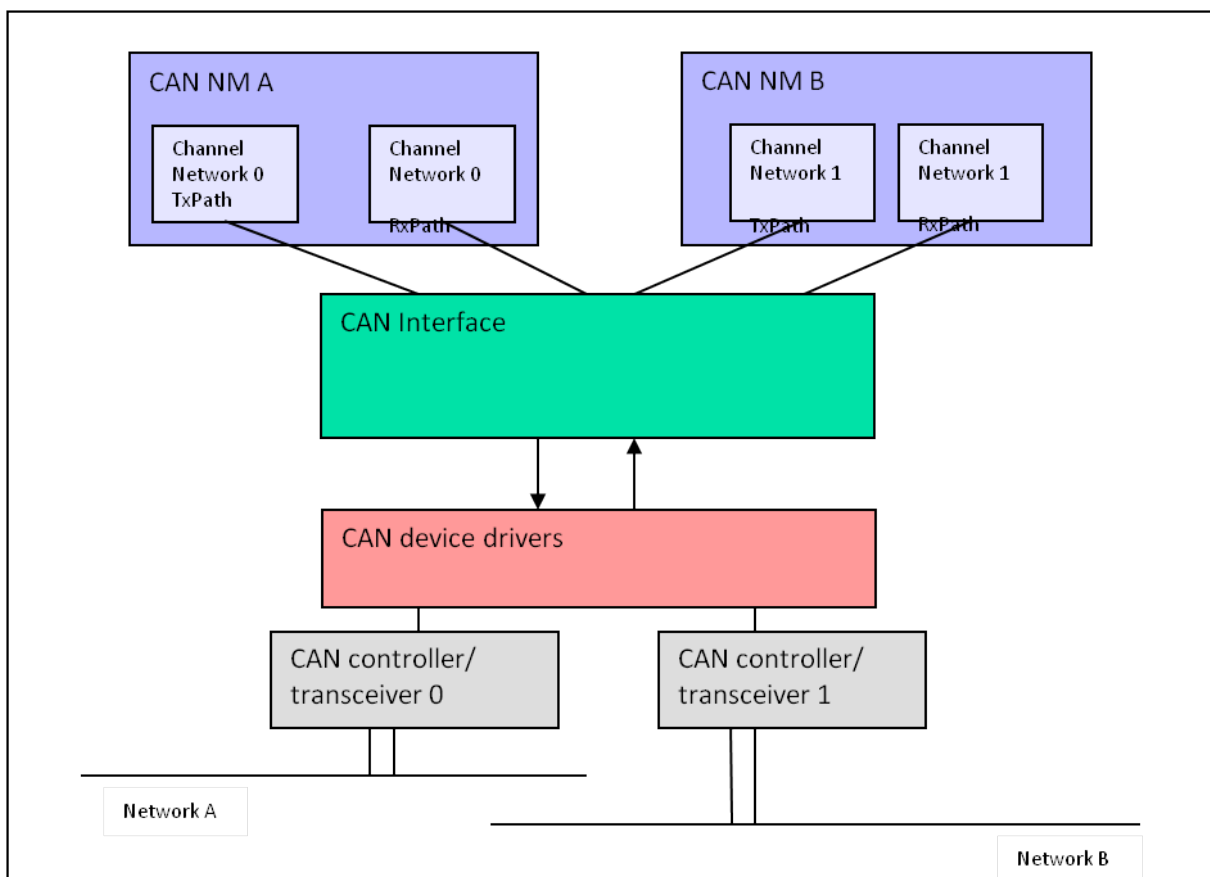 CAN NM A
CAN NM B
Channel
Network 0
TxPath
Channel
Network 0
RxPath
Channel
Network 1
TxPath
Channel
Network 1
RxPath
CAN Interface
CAN device drivers
CAN controller/
transceiver 0
CAN controller/
transceiver 1
Network A
Network B